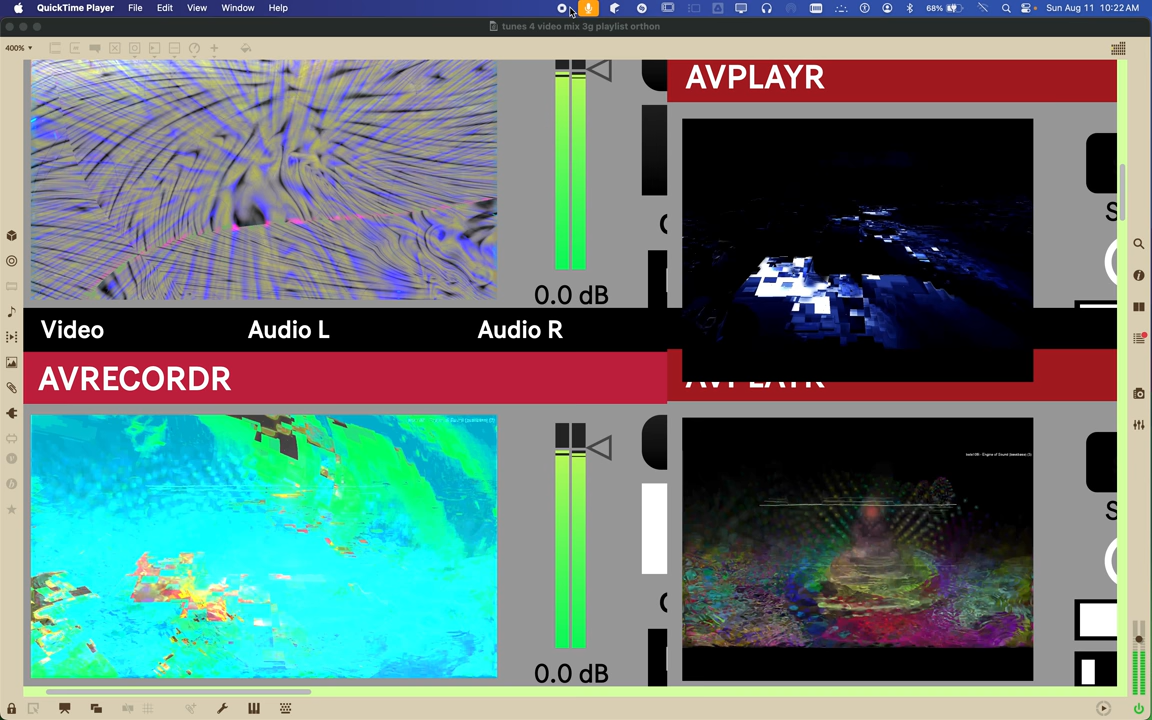 QuickTime Player File Edit View Window Help
68% Sun Aug 11 10:22 AM
tunes 4 video mix 3g playlist orthon
400%
AVPLAYR
0.0 dB
Video Audio L Audio R
AVRECORDR
AVPLAYR
0.0 dB